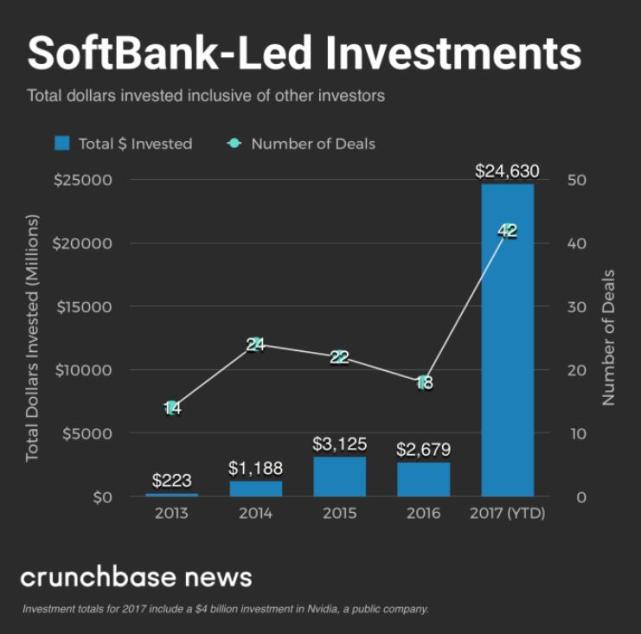 SoftBank-Led Investments
Total dollars invested inclusive of other investors
Total $ Invested
Number of Deals
Total Dollars Invested (Millions)
$25000
$20000
$15000
$10000
$5000
$0
$223
$1,188
$3,125
$2,679
$24,630
14
24
22
18
42
50
40
30
20
10
0
Number of Deals
2013
2014
2015
2016
2017 (YTD)
crunchbase news
Investment totals for 2017 include a $4 billion investment in Nvidia, a public company.